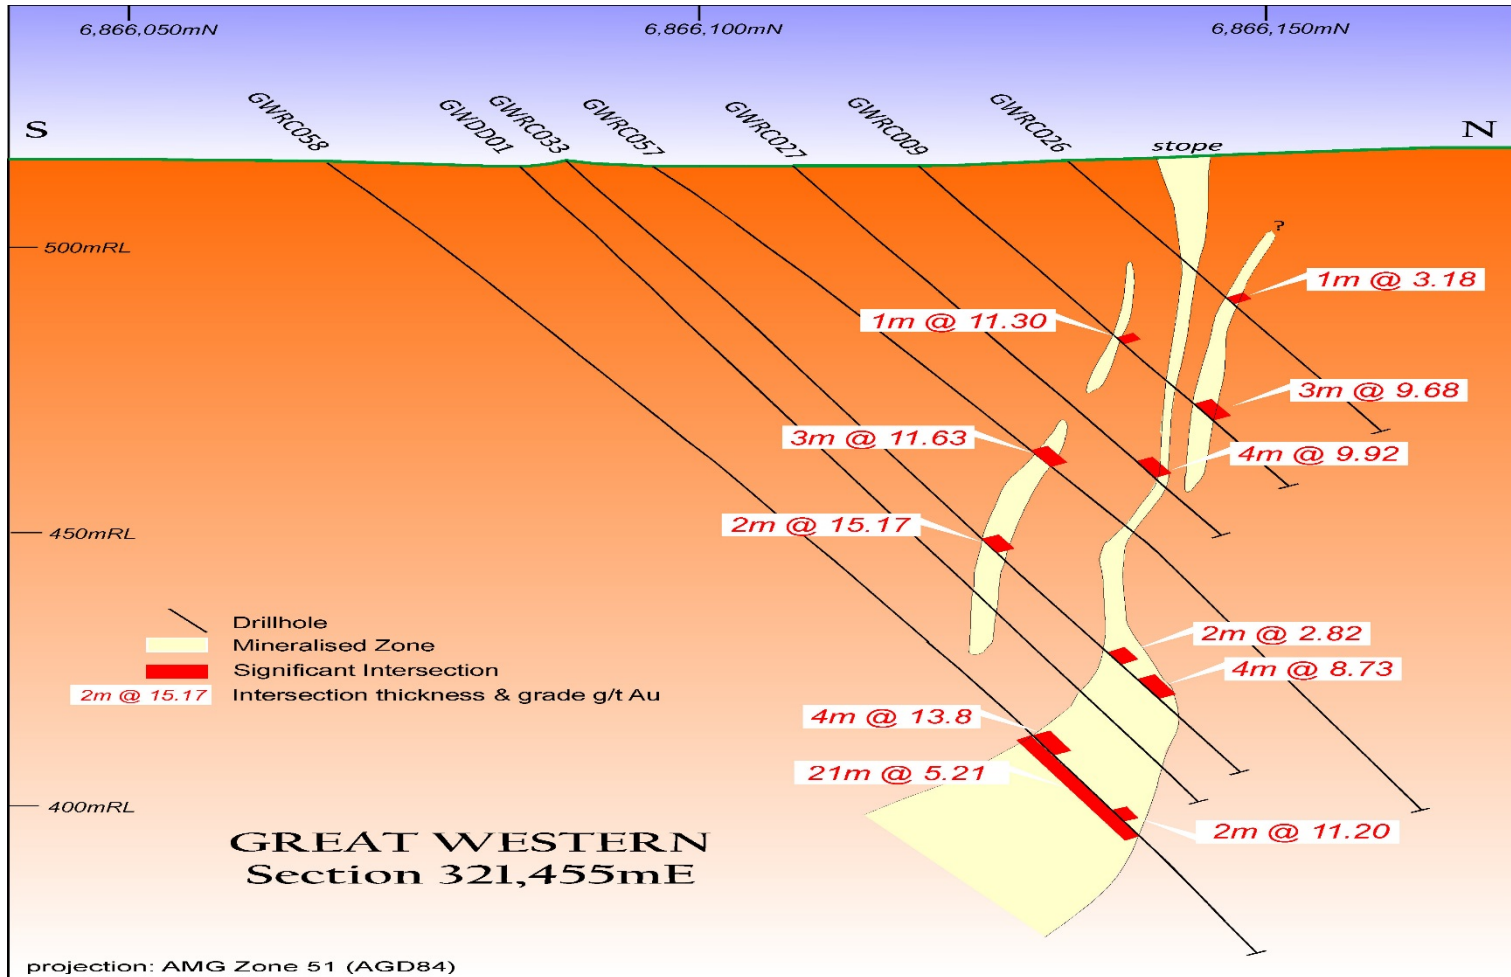 6,866,050mN
6,866,100mN
6,866,150mN
S
GWRC058
GWDD01
GWRC033
GWRC057
GWRC027
GWRC009
GWRC026
stope
N
500mRL
?
1m @ 3.18
1m @ 11.30
3m @ 9.68
3m @ 11.63
4m @ 9.92
2m @ 15.17
450mRL
Drillhole
Mineralised Zone
Significant Intersection
2m @ 15.17 Intersection thickness & grade g/t Au
2m @ 2.82
4m @ 8.73
4m @ 13.8
21m @ 5.21
400mRL
2m @ 11.20
GREAT WESTERN
Section 321,455mE
projection: AMG Zone 51 (AGD84)